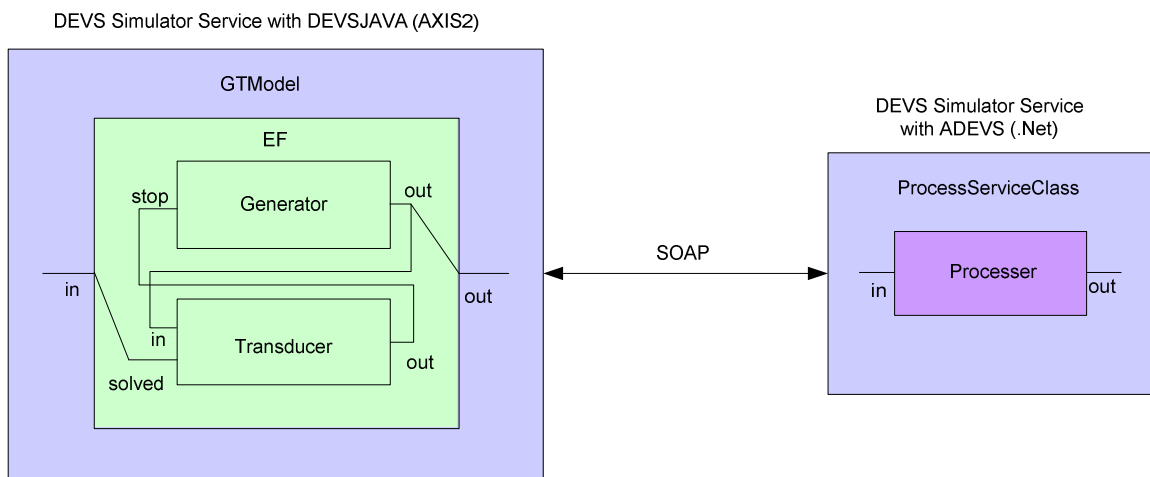 DEVS Simulator Service with DEVSJAVA (AXIS2)
GTModel
EF
stop
Generator
out
in
out
in
Transducer
out
solved
SOAP
DEVS Simulator Service
with ADEVS (.Net)
ProcessServiceClass
Processer
in
out